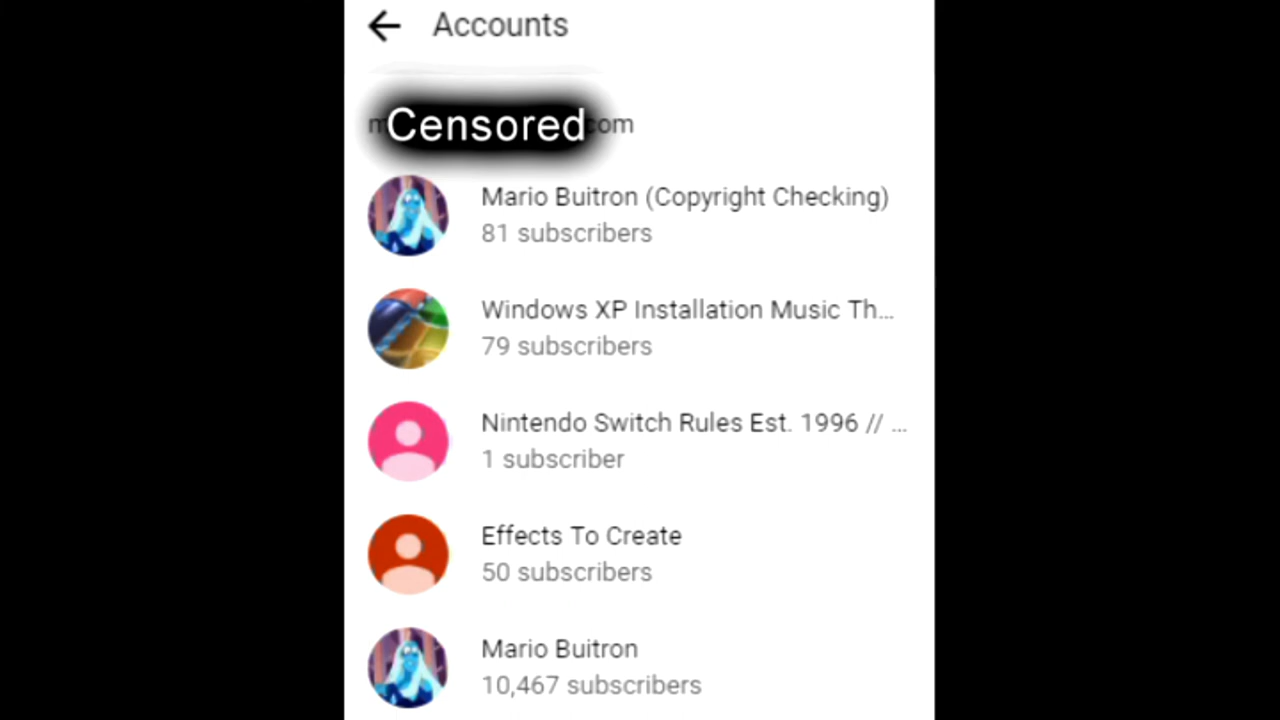 Accounts
Censored com
Mario Buitron (Copyright Checking)
81 subscribers
Windows XP Installation Music Th...
79 subscribers
Nintendo Switch Rules Est. 1996 // ...
1 subscriber
Effects To Create
50 subscribers
Mario Buitron
10,467 subscribers